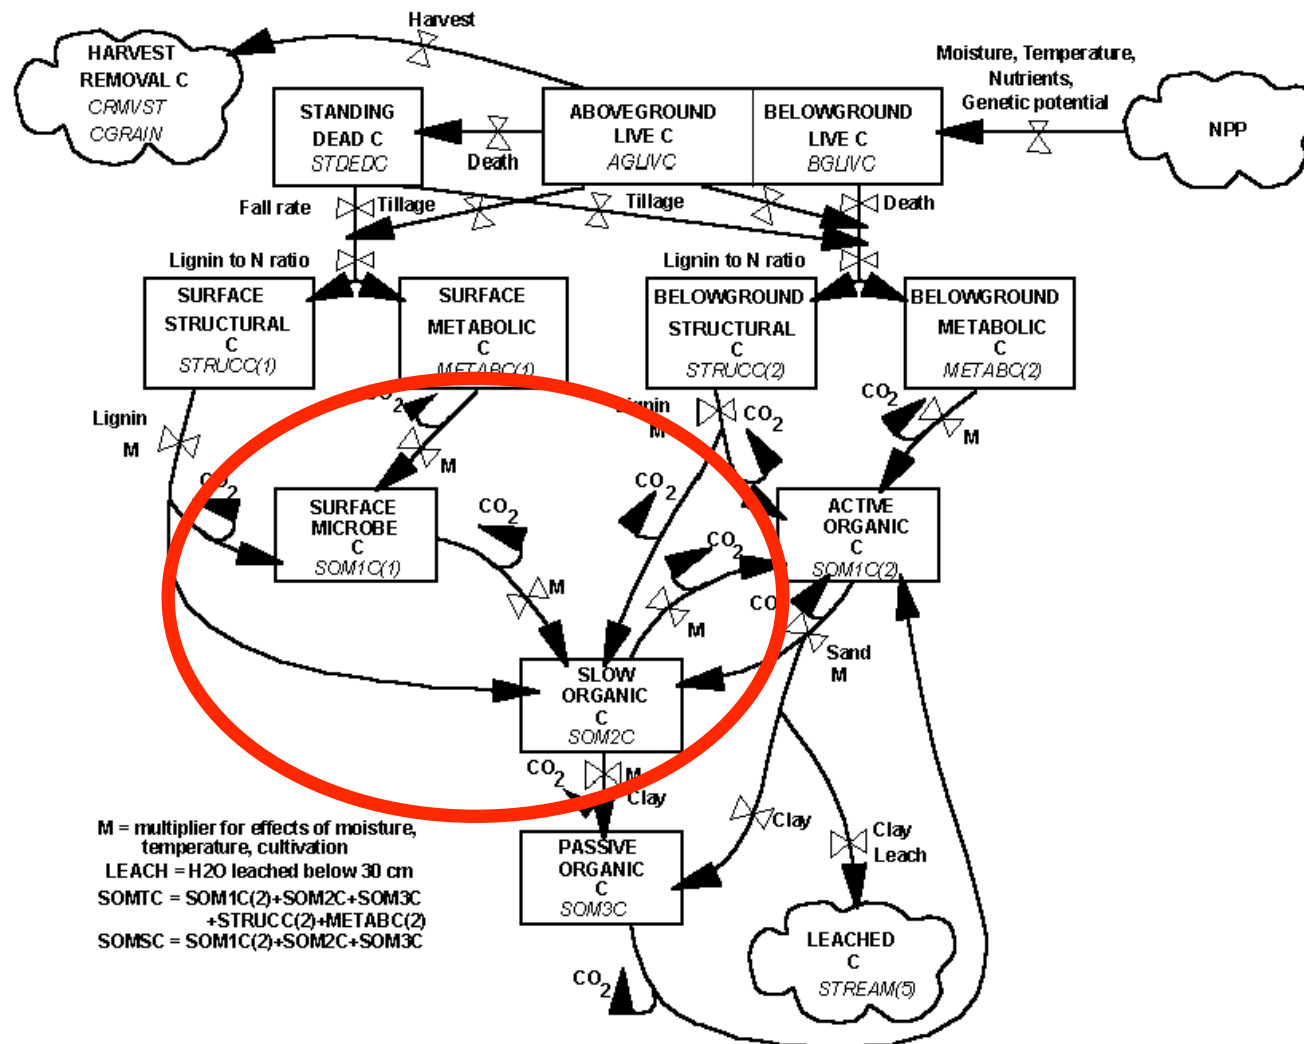 Harvest
HARVEST
REMOVAL C
CRMVST
CGRAIN
STANDING
DEAD C
STDEDC
Death
ABOVEGROUND
LIVE C
AGLIVC
BELOWGROUND
LIVE C
BGLIVC
Moisture, Temperature,
Nutrients,
Genetic potential
NPP
Fall rate
Tillage
Tillage
Death
Lignin to N ratio
Lignin to N ratio
SURFACE
STRUCTURAL
C
STRUCC(1)
SURFACE
METABOLIC
C
METABC(1)
BELOWGROUND
STRUCTURAL
C
STRUCC(2)
BELOWGROUND
METABOLIC
C
METABC(2)
Lignin
M
CO2
M
Lignin
M
CO2
CO2
M
CO2
SURFACE
MICROBE
C
SOM1C(1)
CO2
M
CO2
CO2
M
ACTIVE
ORGANIC
C
SOM1C(2)
CO
Sand
M
SLOW
ORGANIC
C
SOM2C
CO2
M
Clay
Clay
Clay
Leach
PASSIVE
ORGANIC
C
SOM3C
CO2
LEACHED
C
STREAM(5)
M = multiplier for effects of moisture,
temperature, cultivation
LEACH = H2O leached below 30 cm
SOMTC = SOM1C(2)+SOM2C+SOM3C
+STRUCC(2)+METABC(2)
SOMSC = SOM1C(2)+SOM2C+SOM3C